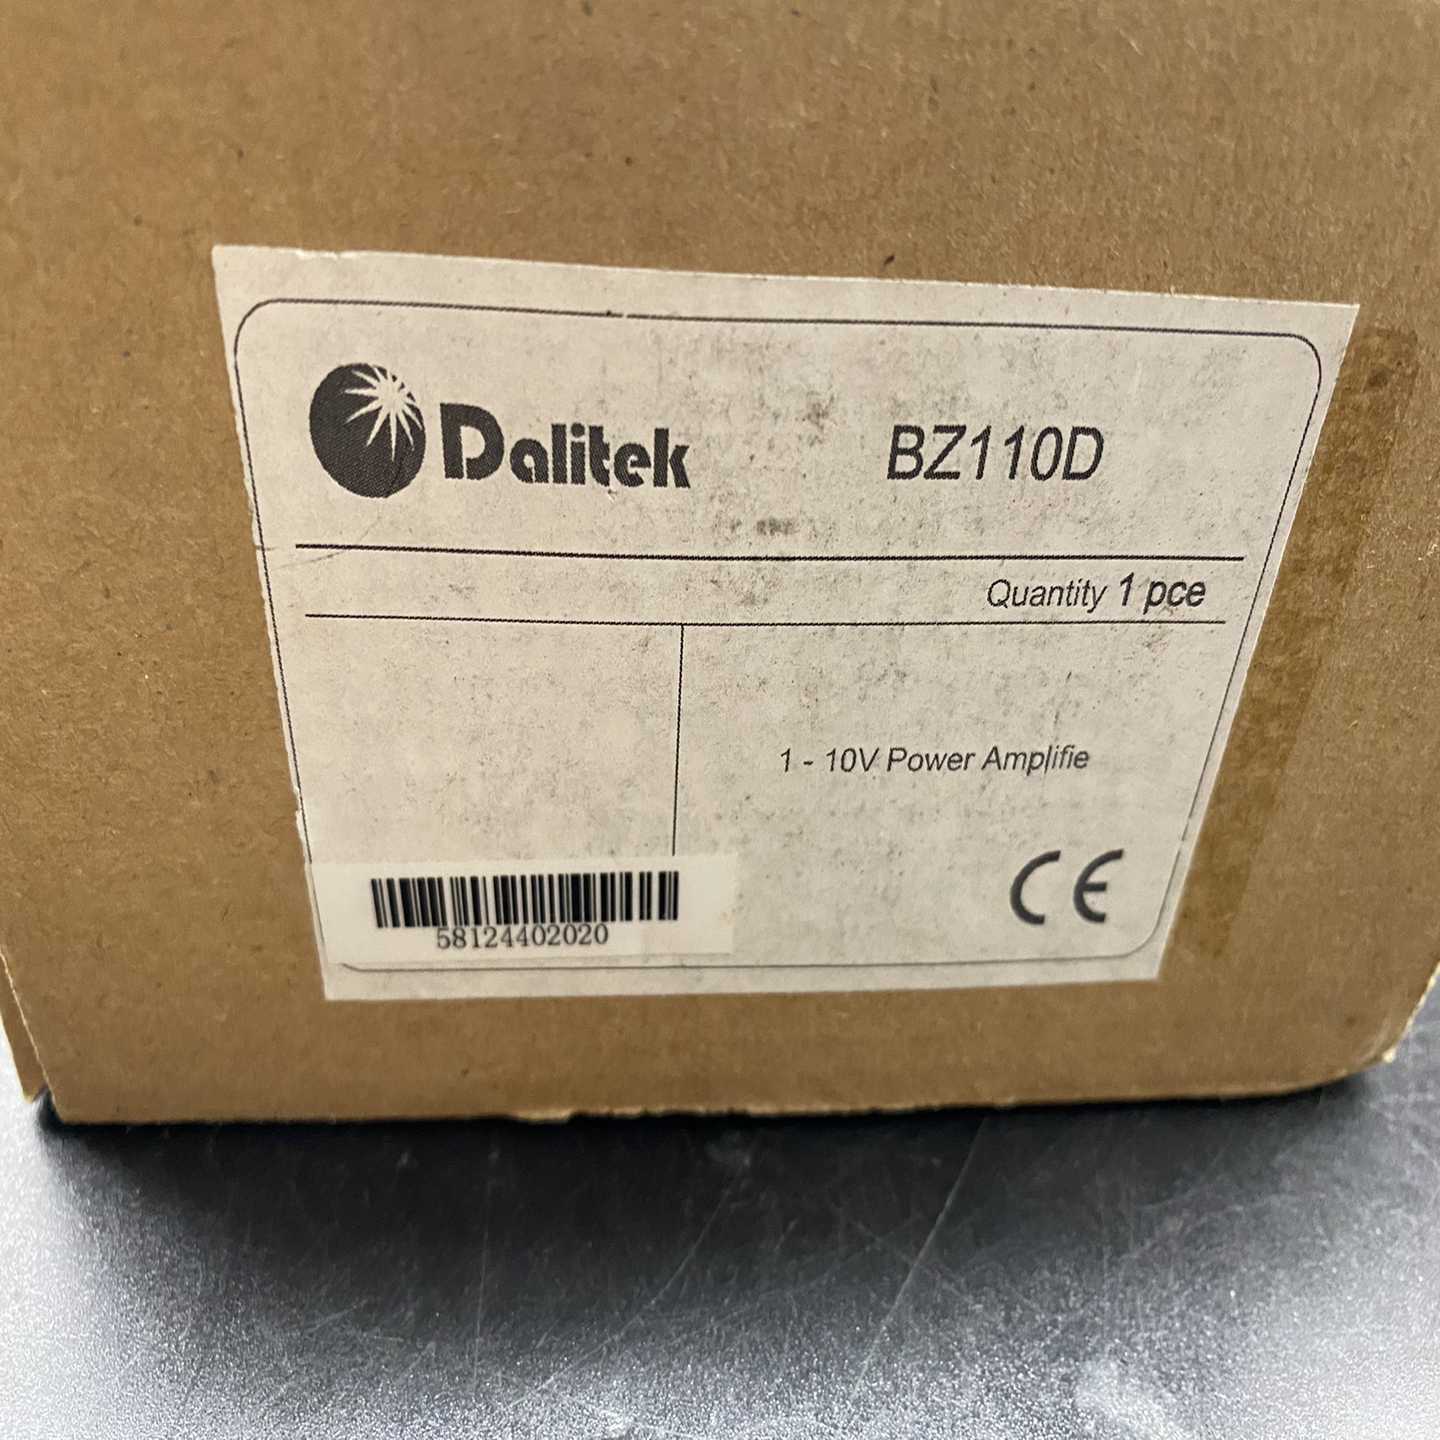 Dalitek BZ110D
Quantity 1 pce
1 - 10V Power Amplifie
CE
58124402020